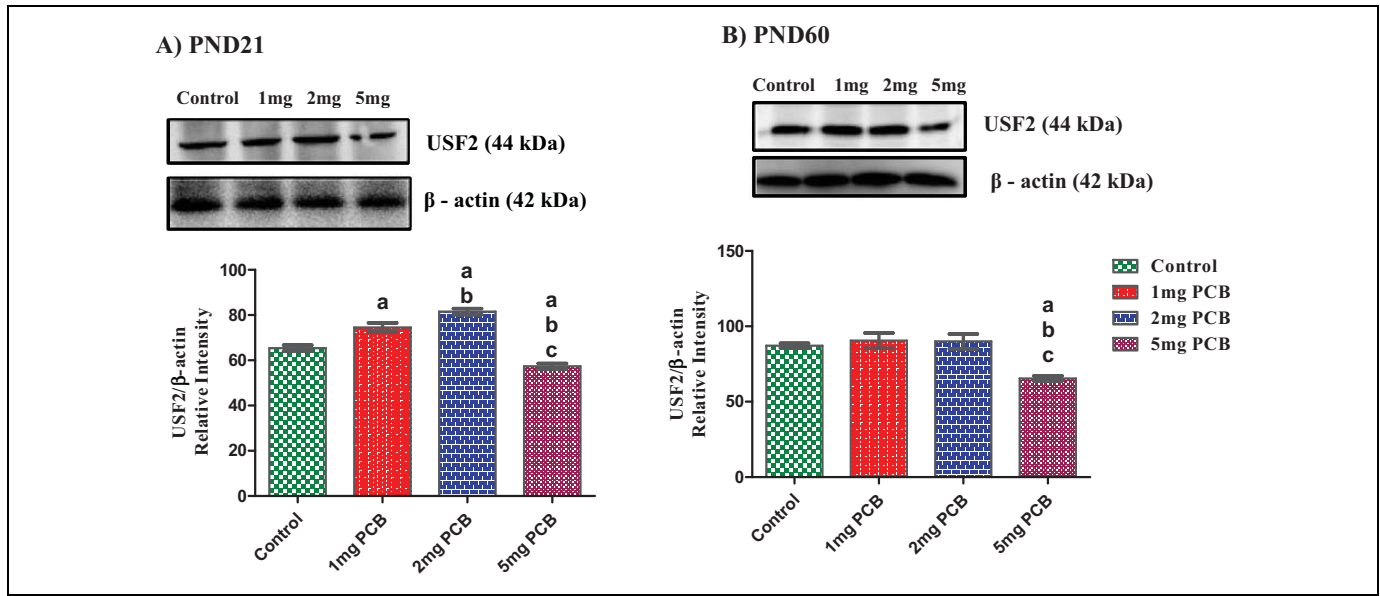 A) PND21
Control 1mg 2mg 5mg
USF2 (44 kDa)
β - actin (42 kDa)
100
80
60
40
20
0
USF2/β-actin
Relative Intensity
a
a
b
a
b
c
Control
1mg PCB
2mg PCB
5mg PCB
B) PND60
Control 1mg 2mg 5mg
USF2 (44 kDa)
β - actin (42 kDa)
150
100
50
0
USF2/β-actin
Relative Intensity
a
b
c
Control
1mg PCB
2mg PCB
5mg PCB
Control
1mg PCB
2mg PCB
5mg PCB